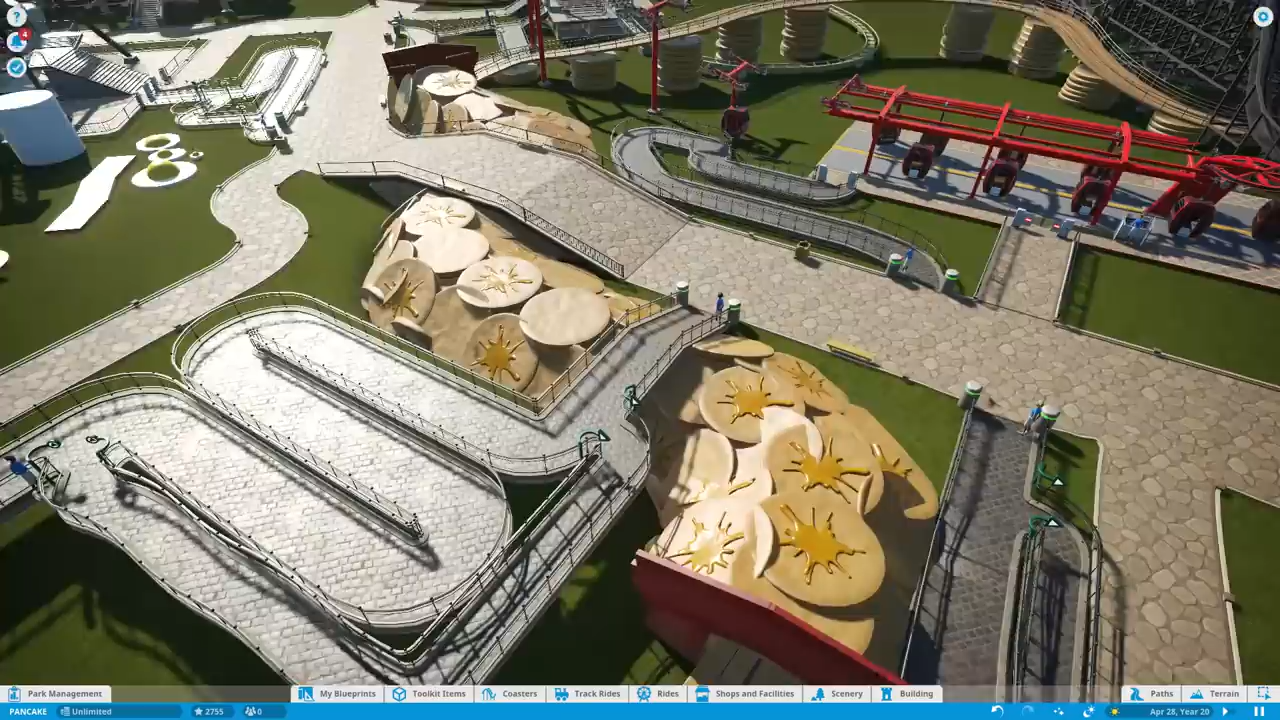 ?
4
Park Management
My Blueprints
Toolkit Items
Coasters
Track Rides
Rides
Shops and Facilities
Scenery
Building
Paths
Terrain
PANCAKE
Unlimited
2755
0
Apr 28, Year 20